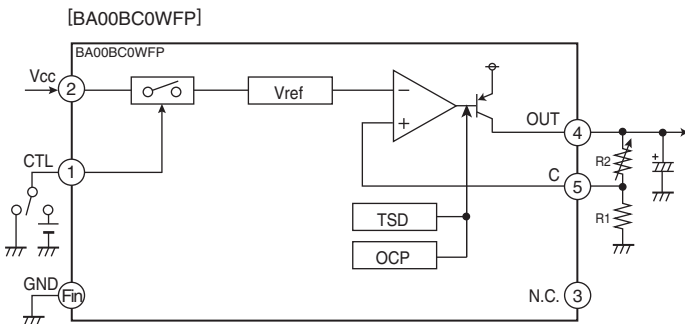 [BA00BC0WFP]
BA00BC0WFP
Vcc
2
Vref
−
+
OUT
4
CTL
1
C
5
R2
+
R1
TSD
OCP
GND
Fin
N.C.
3